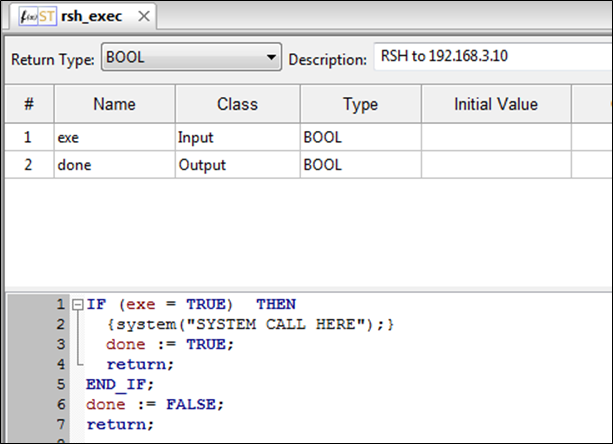 f(x) ST rsh_exec
Return Type: BOOL Description: RSH to 192.168.3.10
# Name Class Type Initial Value
1 exe Input BOOL
2 done Output BOOL
1 IF (exe = TRUE)  THEN
2 {system("SYSTEM CALL HERE");}
3 done := TRUE;
4 return;
5 END_IF;
6 done := FALSE;
7 return;